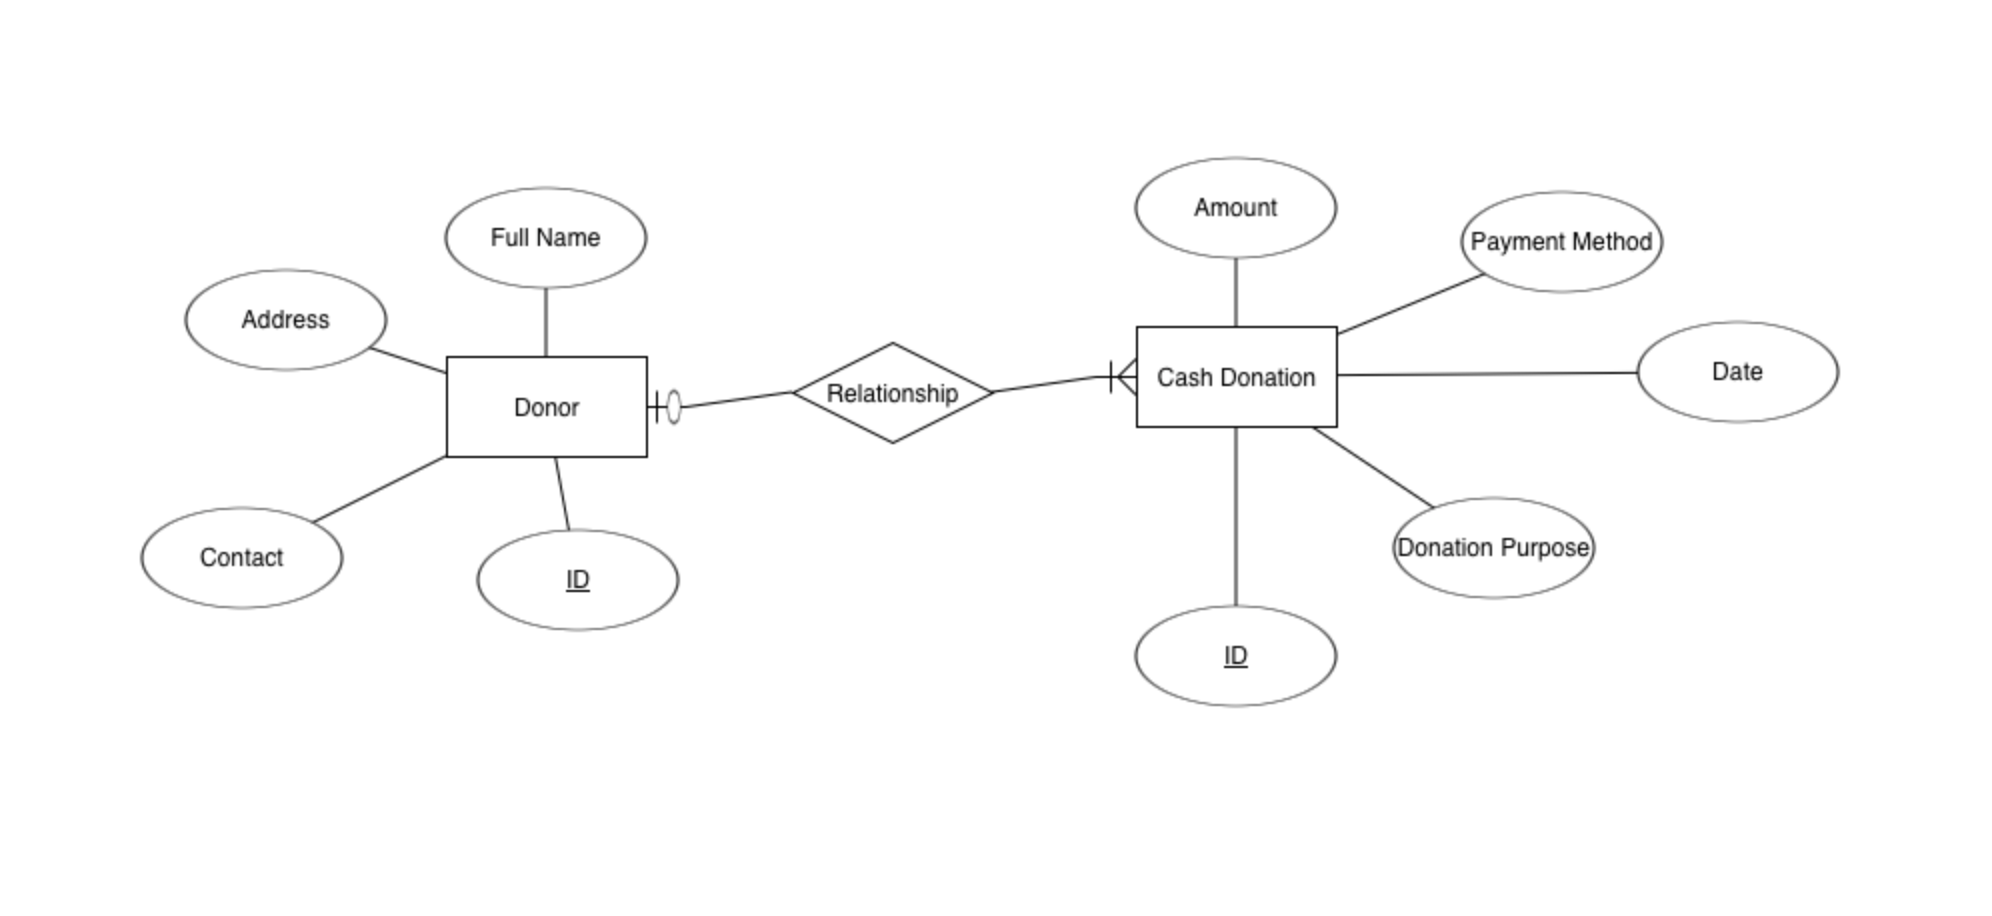 Full Name
Address
Donor
Contact
ID
Relationship
Amount
Payment Method
Cash Donation
Date
Donation Purpose
ID